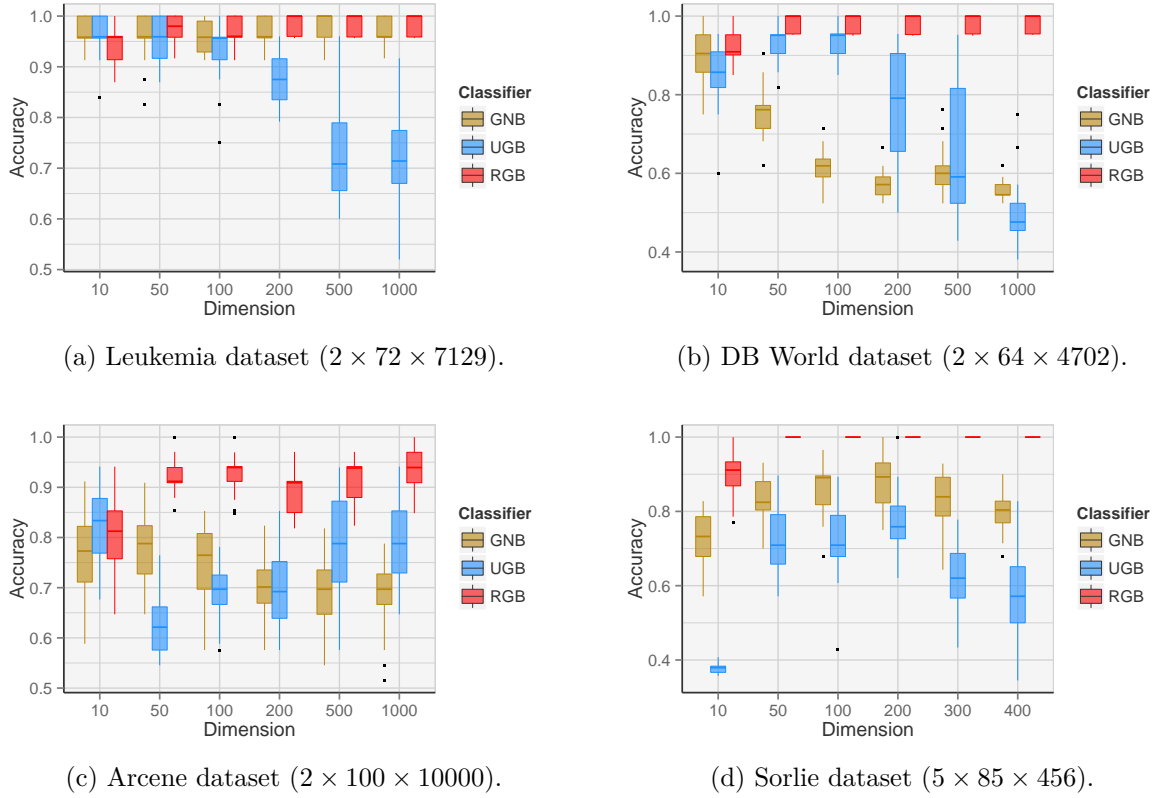 1.0
0.9
0.8
0.7
0.6
0.5
Accuracy
10 50 100 200 500 1000
Dimension
Classifier
GNB
UGB
RGB
(a) Leukemia dataset (2 × 72 × 7129).
1.0
0.8
0.6
0.4
Accuracy
10 50 100 200 500 1000
Dimension
Classifier
GNB
UGB
RGB
(b) DB World dataset (2 × 64 × 4702).
1.0
0.9
0.8
0.7
0.6
0.5
Accuracy
10 50 100 200 500 1000
Dimension
Classifier
GNB
UGB
RGB
(c) Arcene dataset (2 × 100 × 10000).
1.0
0.8
0.6
0.4
Accuracy
10 50 100 200 300 400
Dimension
Classifier
GNB
UGB
RGB
(d) Sorlie dataset (5 × 85 × 456).